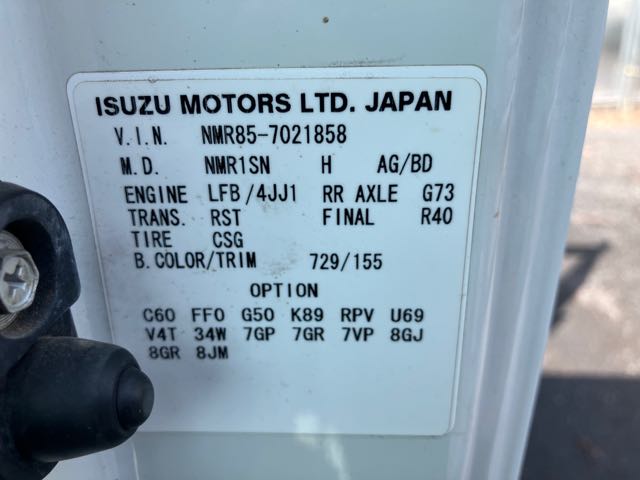 ISUZU MOTORS LTD. JAPAN
V.I.N. NMR85-7021858
M.D. NMR1SN H AG/BD
ENGINE LFB/4JJ1 RR AXLE G73
TRANS. RST FINAL R40
TIRE CSG
B.COLOR/TRIM 729/155
OPTION
C60 FF0 G50 K89 RPV U69
V4T 34W 7GP 7GR 7VP 8GJ
8GR 8JM